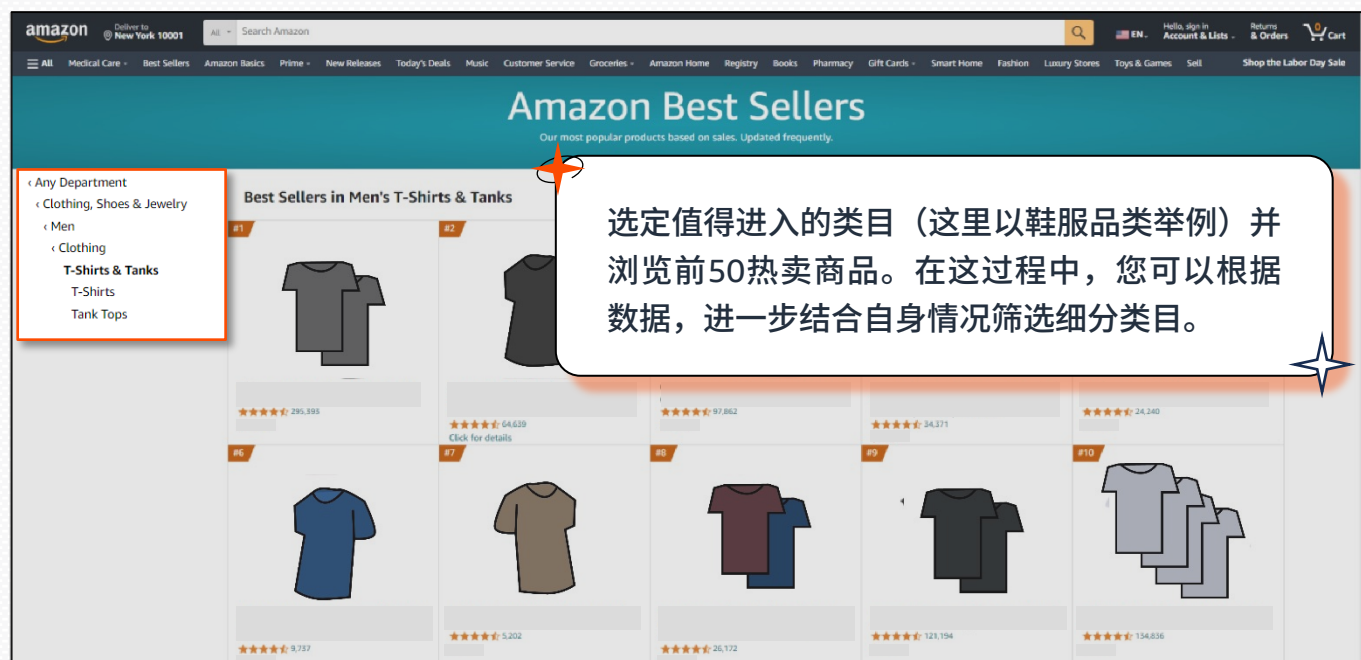 amazon
Deliver to
New York 10001
All
Search Amazon
EN
Hello, sign in
Account & Lists
Returns
& Orders
0
Cart
All Medical Care Best Sellers Amazon Basics Prime New Releases Today's Deals Music Customer Service Groceries Amazon Home Registry Books Pharmacy Gift Cards Smart Home Fashion Luxury Stores Toys & Games Sell Shop the Labor Day Sale
Amazon Best Sellers
Our most popular products based on sales. Updated frequently.
‹ Any Department
‹ Clothing, Shoes & Jewelry
‹ Men
‹ Clothing
T-Shirts & Tanks
T-Shirts
Tank Tops
Best Sellers in Men's T-Shirts & Tanks
选定值得进入的类目（这里以鞋服品类举例）并
浏览前50热卖商品。在这过程中，您可以根据
数据，进一步结合自身情况筛选细分类目。
#1
#2
295,393
64,639
Click for details
97,862
34,371
24,240
#6
#7
#8
#9
#10
9,737
5,202
26,172
121,194
134,636